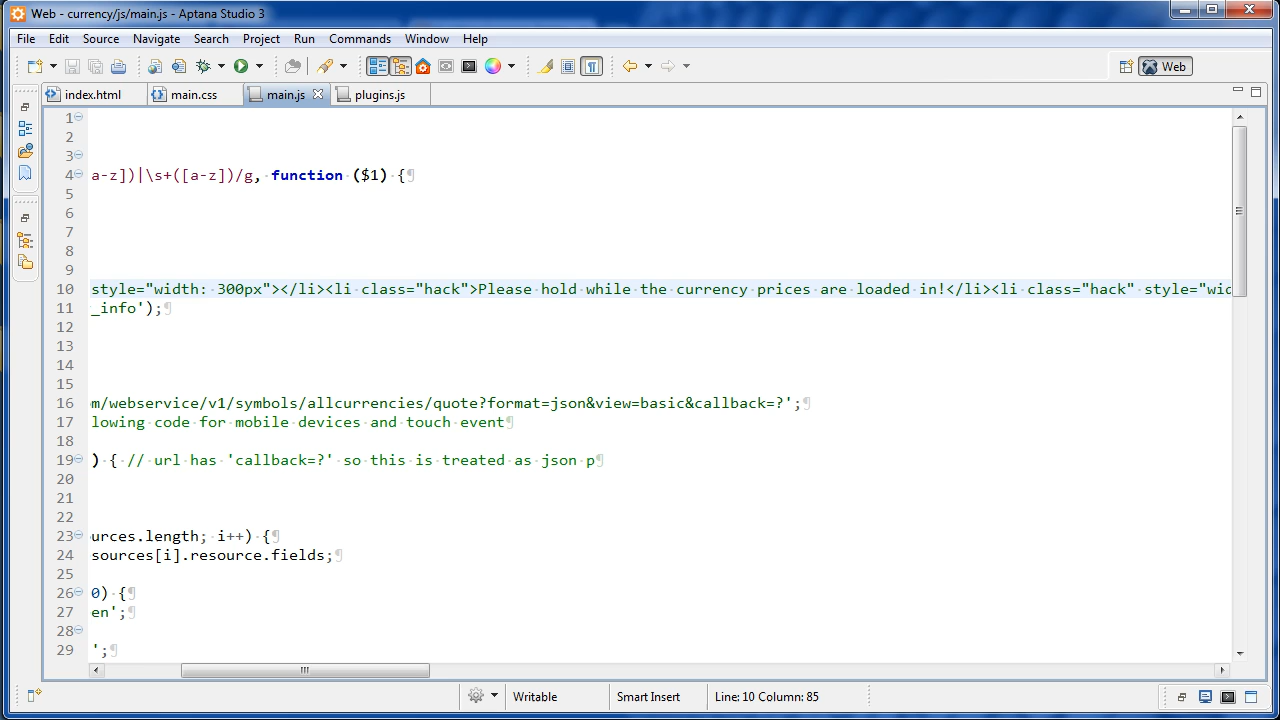 Web - currency/js/main.js - Aptana Studio 3
File Edit Source Navigate Search Project Run Commands Window Help
Web
index.html main.css main.js plugins.js
1
2
3
4 a-z])|\s+([a-z])/g, function ($1) {¶
5
6
7
8
9
10 style="width: 300px"></li><li class="hack">Please hold while the currency prices are loaded in!</li><li class="hack" style="wid
11 _info');¶
12
13
14
15
16 m/webservice/v1/symbols/allcurrencies/quote?format=json&view=basic&callback=?';¶
17 lowing code for mobile devices and touch event¶
18
19 ) { // url has 'callback=?' so this is treated as json p¶
20
21
22
23 ources.length; i++) {¶
24 sources[i].resource.fields;¶
25
26 0) {¶
27 en';¶
28
29 ';¶
Writable Smart Insert Line: 10 Column: 85